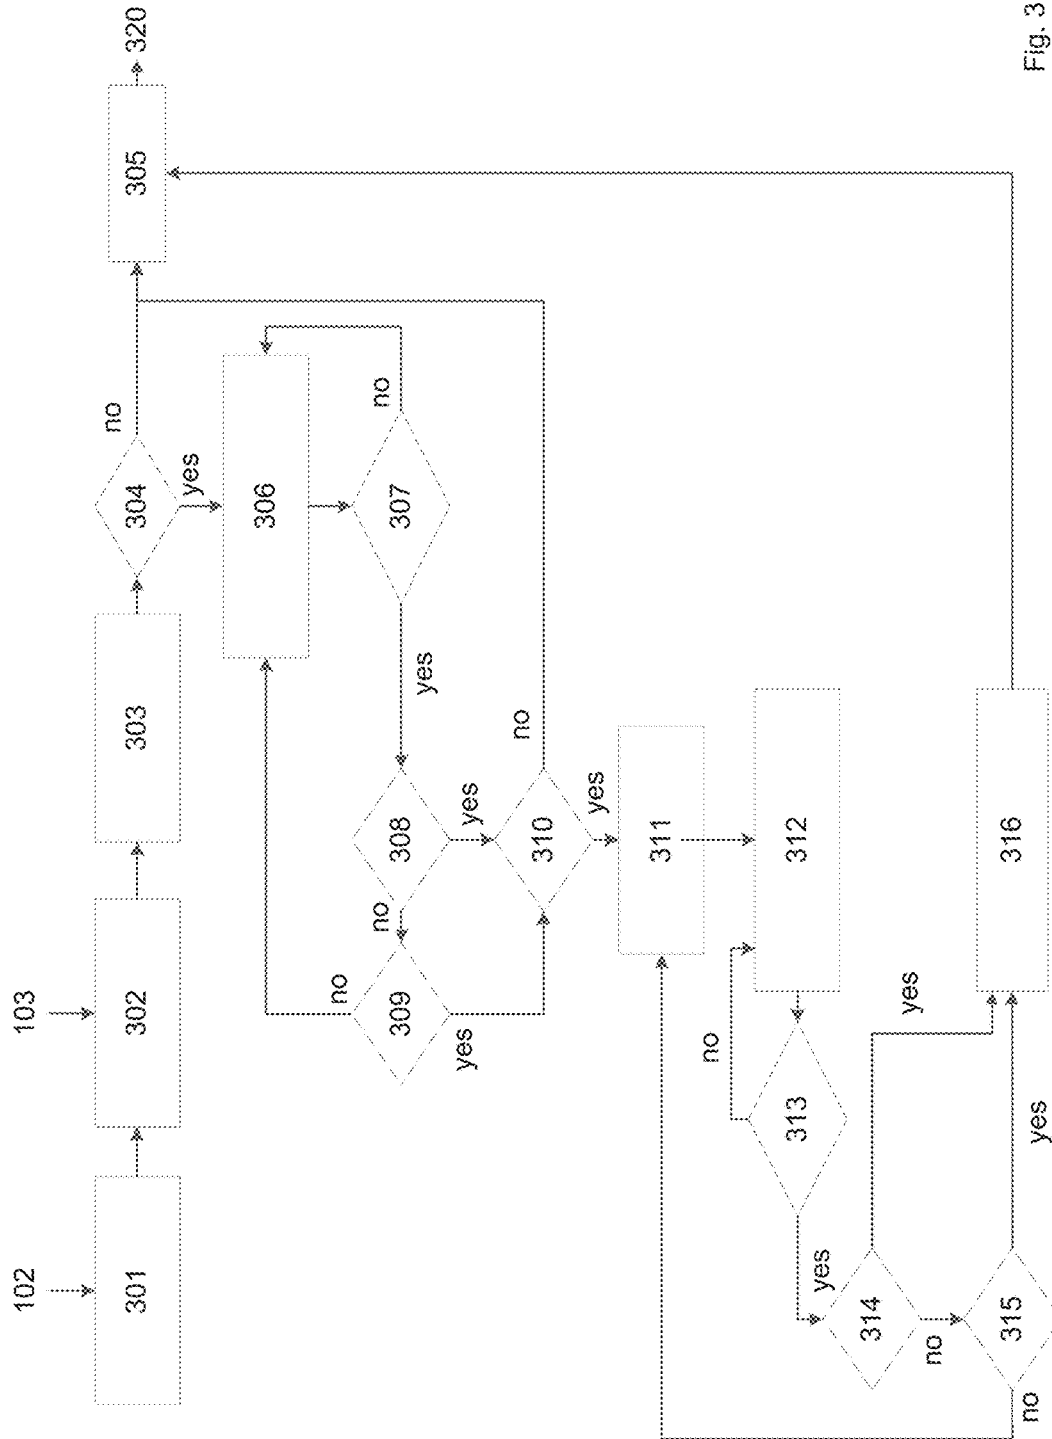 Fig. 3
102
103
301
302
303
304
no
yes
305
320
306
307
no
yes
308
no
yes
309
no
yes
310
no
yes
311
312
313
no
yes
314
yes
no
315
yes
no
316